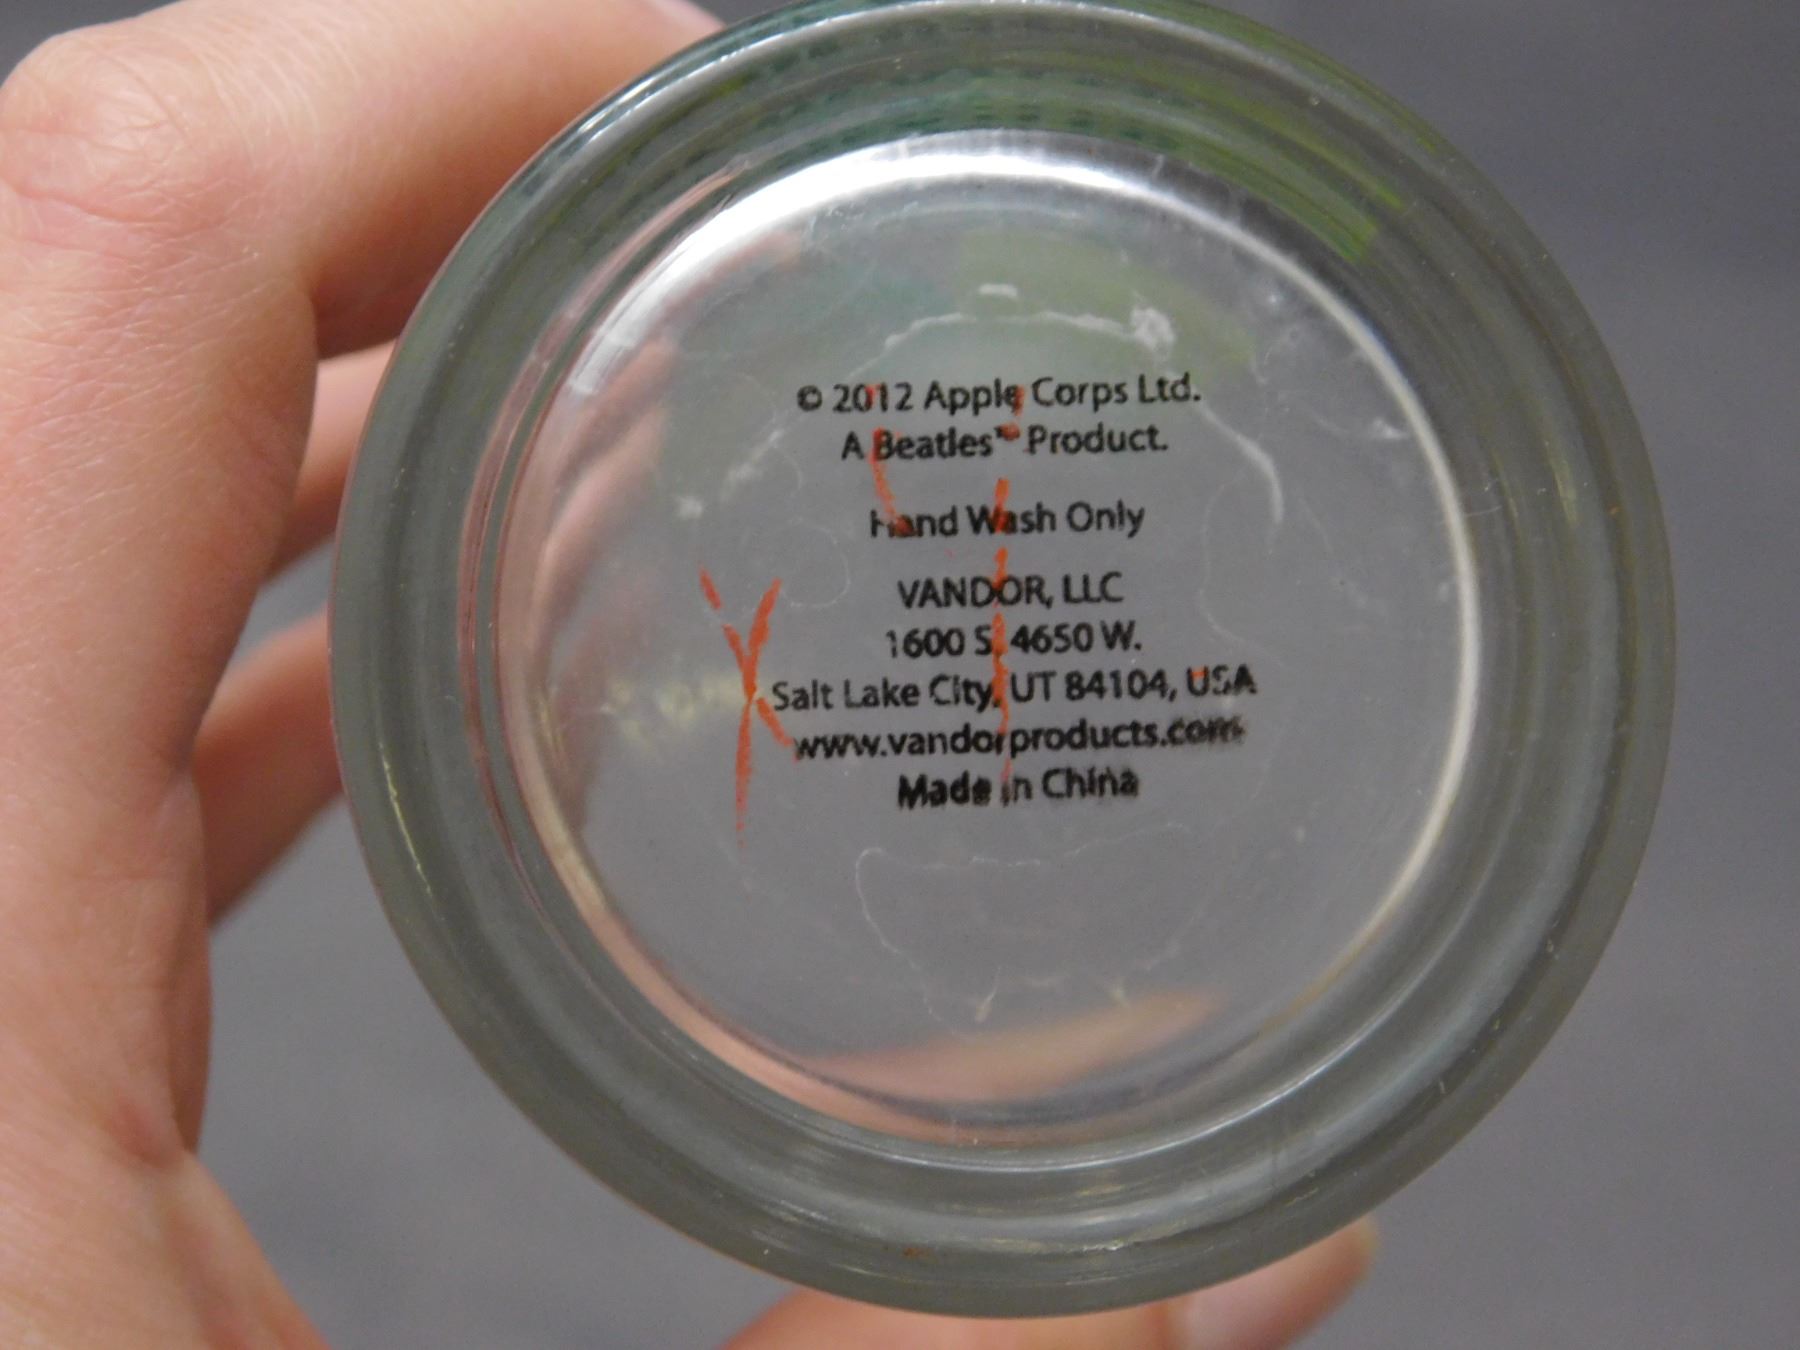 © 2012 Apple Corps Ltd.
A Beatles™ Product.
Hand Wash Only
VANDOR, LLC
1600 S. 4650 W.
Salt Lake City, UT 84104, USA
www.vandorproducts.com
Made in China